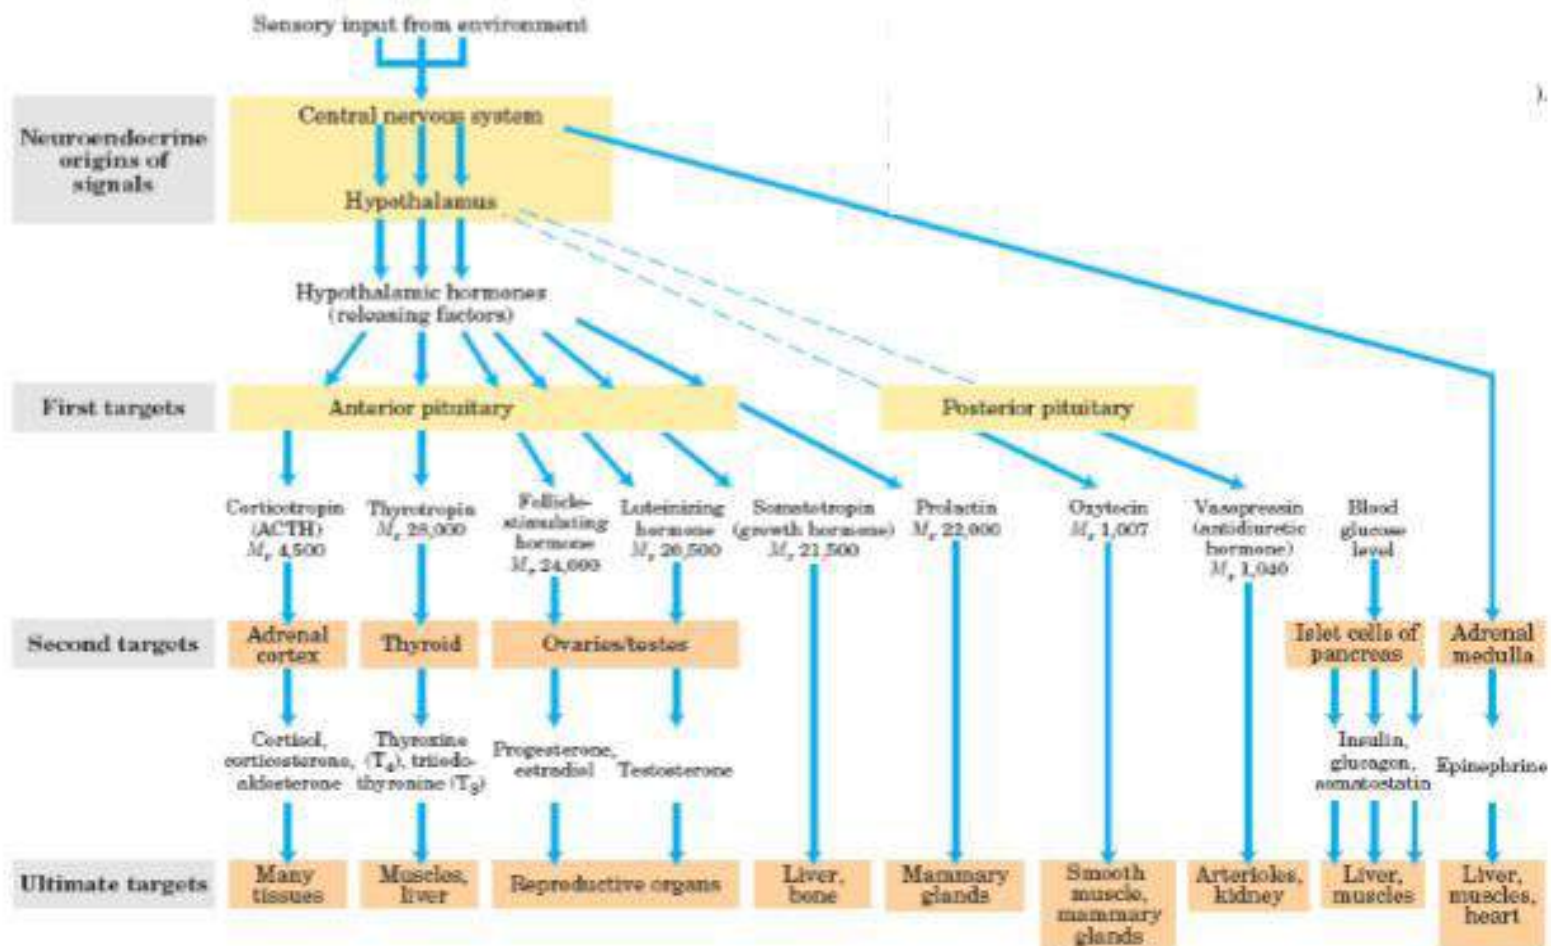 Sensory input from environment
).
Neuroendocrine
origins of
signals
Central nervous system
Hypothalamus
Hypothalamic hormones
(releasing factors)
First targets
Anterior pituitary
Posterior pituitary
Corticotropin
(ACTH)
Mr 4,500
Thyrotropin
Mr 28,000
Follicle-
stimulating
hormone
Mr 24,000
Luteinizing
hormone
Mr 20,500
Somatotropin
(growth hormone)
Mr 21,500
Prolactin
Mr 22,000
Oxytocin
Mr 1,007
Vasopressin
(antidiuretic
hormone)
Mr 1,040
Blood
glucose
level
Second targets
Adrenal
cortex
Thyroid
Ovaries/testes
Islet cells of
pancreas
Adrenal
medulla
Cortisol,
corticosterone,
aldosterone
Thyroxine
(T4), triiodo-
thyronine (T3)
Progesterone,
estradiol
Testosterone
Insulin,
glucagon,
somatostatin
Epinephrine
Ultimate targets
Many
tissues
Muscles,
liver
Reproductive organs
Liver,
bone
Mammary
glands
Smooth
muscle,
mammary
glands
Arterioles,
kidney
Liver,
muscles
Liver,
muscles,
heart